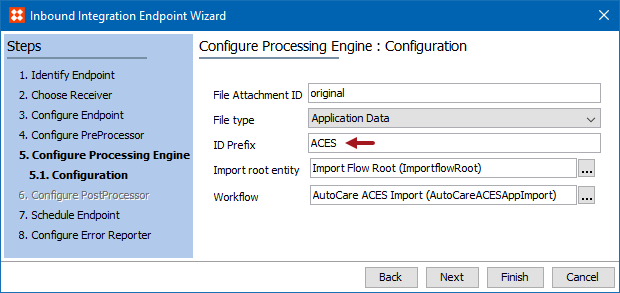 Inbound Integration Endpoint Wizard
Steps
1. Identify Endpoint
2. Choose Receiver
3. Configure Endpoint
4. Configure PreProcessor
5. Configure Processing Engine
5.1. Configuration
6. Configure PostProcessor
7. Schedule Endpoint
8. Configure Error Reporter
Configure Processing Engine : Configuration
File Attachment ID original
File type Application Data
ID Prefix ACES
Import root entity Import Flow Root (ImportflowRoot) ...
Workflow AutoCare ACES Import (AutoCareACESAppImport) ...
Back Next Finish Cancel